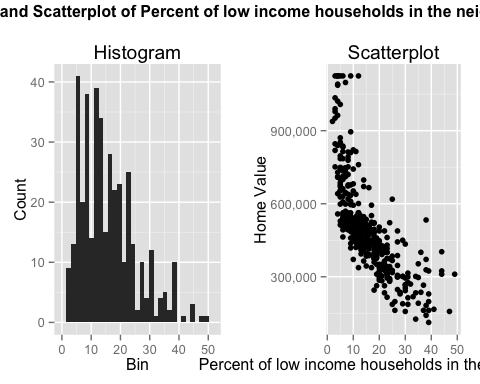 and Scatterplot of Percent of low income households in the nei
Histogram
Scatterplot
40
30
20
10
0
Count
0 10 20 30 40 50
Bin
900,000
600,000
300,000
Home Value
0 10 20 30 40 50
Percent of low income households in the